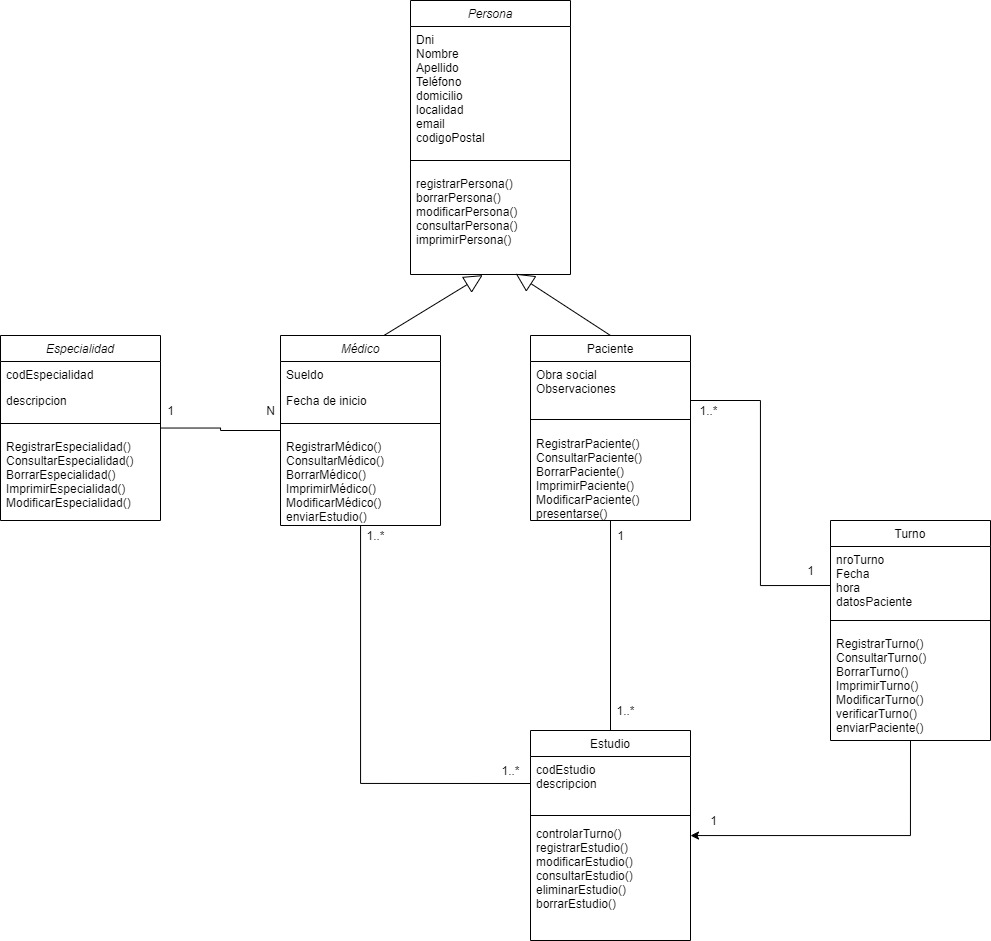 Persona
Dni
Nombre
Apellido
Teléfono
domicilio
localidad
email
codigoPostal
registrarPersona()
borrarPersona()
modificarPersona()
consultarPersona()
imprimirPersona()
Especialidad
codEspecialidad
descripcion
RegistrarEspecialidad()
ConsultarEspecialidad()
BorrarEspecialidad()
ImprimirEspecialidad()
ModificarEspecialidad()
1
N
Médico
Sueldo
Fecha de inicio
RegistrarMédico()
ConsultarMédico()
BorrarMédico()
ImprimirMédico()
ModificarMédico()
enviarEstudio()
1..*
1..*
Paciente
Obra social
Observaciones
RegistrarPaciente()
ConsultarPaciente()
BorrarPaciente()
ImprimirPaciente()
ModificarPaciente()
presentarse()
1..*
1
1
1..*
Turno
nroTurno
Fecha
hora
datosPaciente
RegistrarTurno()
ConsultarTurno()
BorrarTurno()
ImprimirTurno()
ModificarTurno()
verificarTurno()
enviarPaciente()
Estudio
codEstudio
descripcion
controlarTurno()
registrarEstudio()
modificarEstudio()
consultarEstudio()
eliminarEstudio()
borrarEstudio()
1